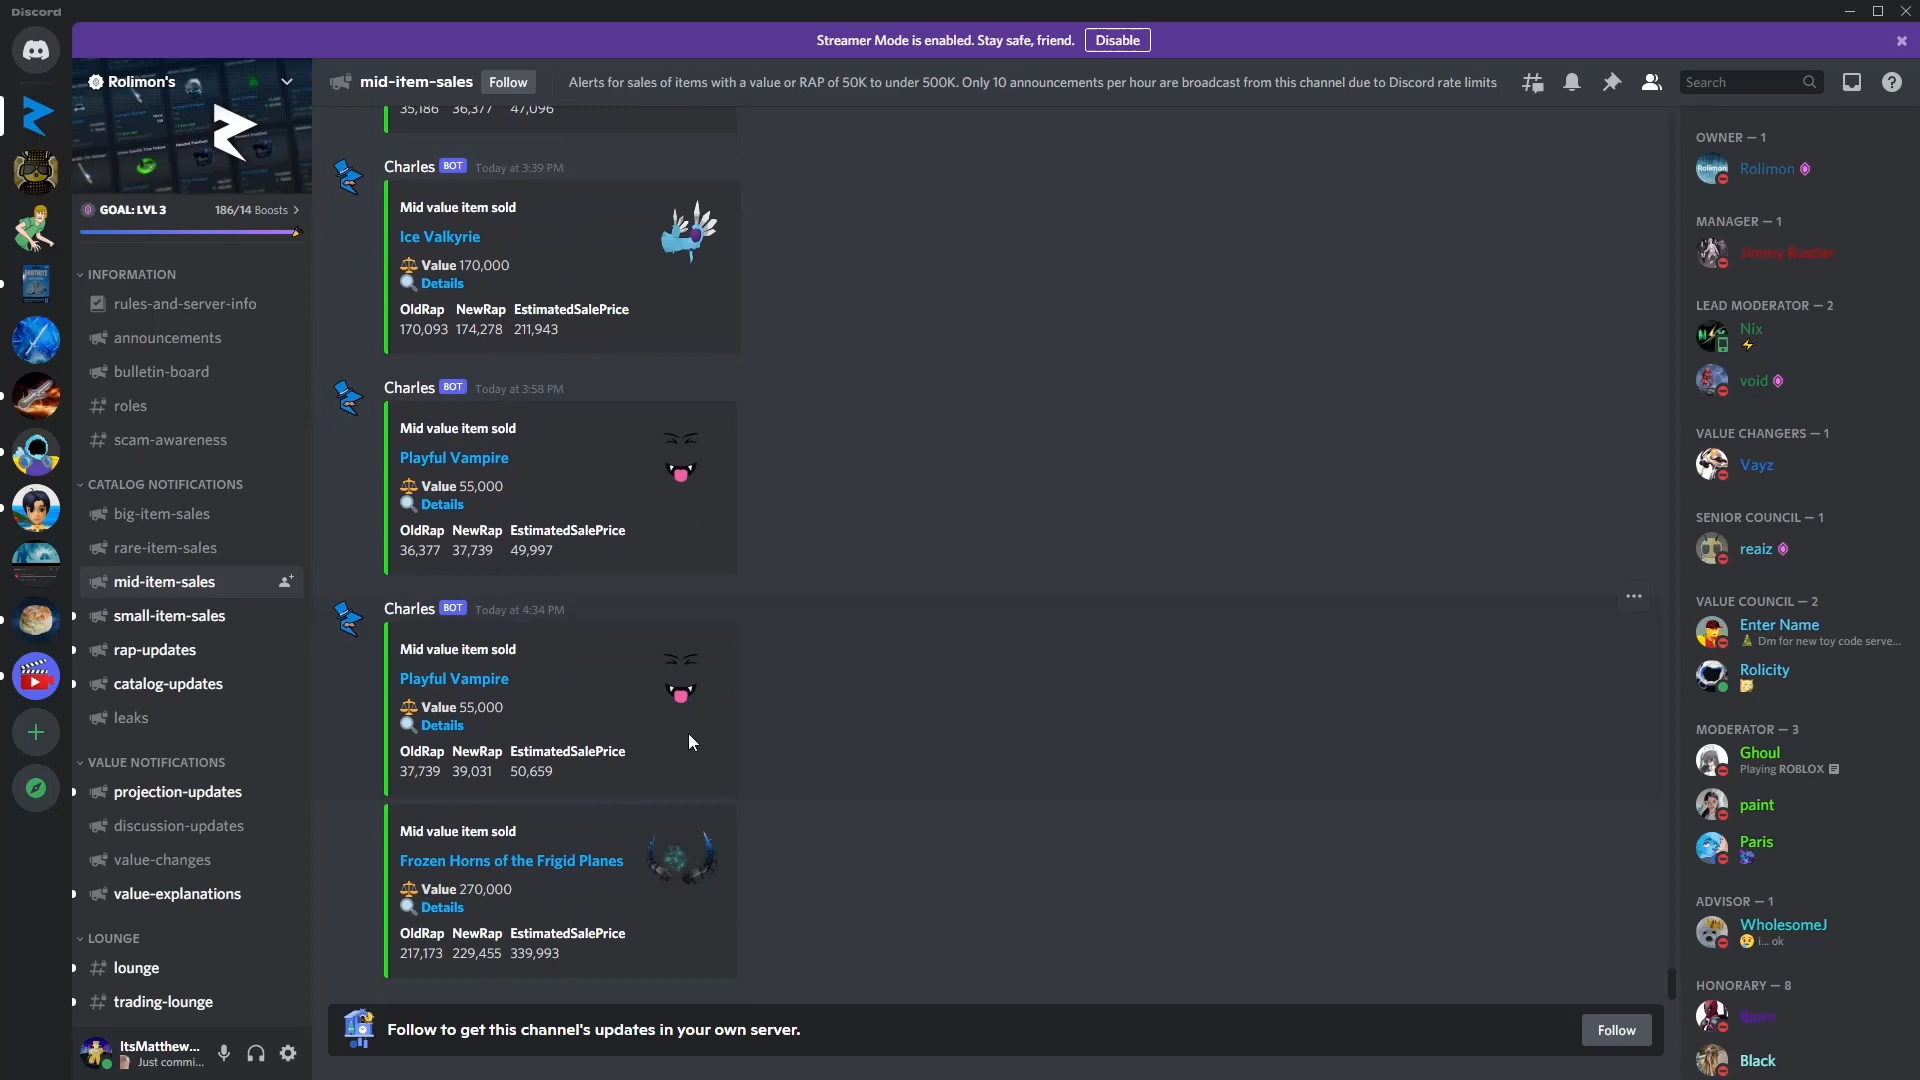 Discord
Streamer Mode is enabled. Stay safe, friend. Disable
Rolimon's
GOAL: LVL 3 186/14 Boosts >
INFORMATION
rules-and-server-info
announcements
bulletin-board
roles
scam-awareness
CATALOG NOTIFICATIONS
big-item-sales
rare-item-sales
mid-item-sales
small-item-sales
rap-updates
catalog-updates
leaks
VALUE NOTIFICATIONS
projection-updates
discussion-updates
value-changes
value-explanations
LOUNGE
lounge
trading-lounge
ItsMatthew...
Just commi...
mid-item-sales Follow Alerts for sales of items with a value or RAP of 50K to under 500K. Only 10 announcements per hour are broadcast from this channel due to Discord rate limits
Search
35,186 36,377 47,096
Charles BOT Today at 3:39 PM
Mid value item sold
Ice Valkyrie
Value 170,000
Details
OldRap NewRap EstimatedSalePrice
170,093 174,278 211,943
Charles BOT Today at 3:58 PM
Mid value item sold
Playful Vampire
Value 55,000
Details
OldRap NewRap EstimatedSalePrice
36,377 37,739 49,997
Charles BOT Today at 4:34 PM
Mid value item sold
Playful Vampire
Value 55,000
Details
OldRap NewRap EstimatedSalePrice
37,739 39,031 50,659
Mid value item sold
Frozen Horns of the Frigid Planes
Value 270,000
Details
OldRap NewRap EstimatedSalePrice
217,173 229,455 339,993
Follow to get this channel's updates in your own server. Follow
OWNER — 1
Rolimon
MANAGER — 1
Jimmy Rustler
LEAD MODERATOR — 2
Nix
void
VALUE CHANGERS — 1
Vayz
SENIOR COUNCIL — 1
reaiz
VALUE COUNCIL — 2
Enter Name
Dm for new toy code serve...
Rolicity
MODERATOR — 3
Ghoul
Playing ROBLOX
paint
Paris
ADVISOR — 1
WholesomeJ
i... ok
HONORARY — 8
Black